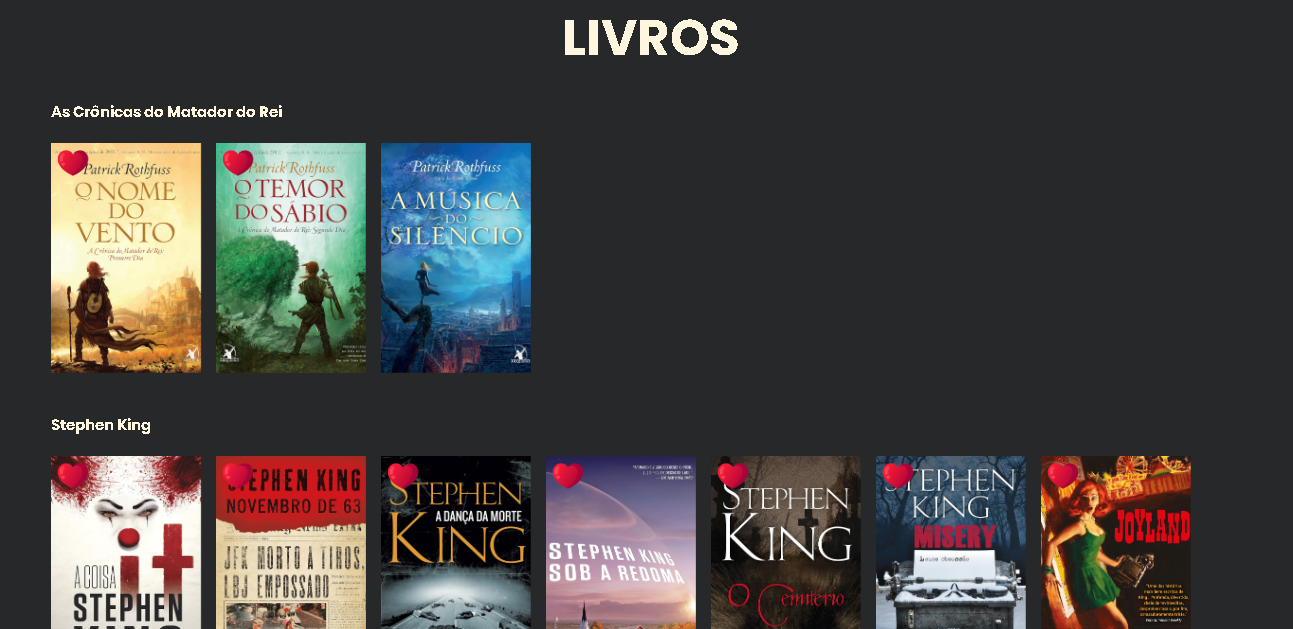 LIVROS
As Crônicas do Matador do Rei
Patrick Rothfuss
O NOME
DO
VENTO
A Crônica do Matador do Rei:
Primeiro Dia
Patrick Rothfuss
O TEMOR
DO SÁBIO
A Crônica do Matador do Rei: Segundo Dia
Patrick Rothfuss
A MÚSICA
DO
SILÊNCIO
Stephen King
A COISA
it
STEPHEN
STEPHEN KING
NOVEMBRO DE 63
JFK MORTO A TIROS,
LBJ EMPOSSADO
STEPHEN
A DANÇA DA MORTE
KING
STEPHEN KING
SOB A REDOMA
STEPHEN
KING
O Cemitério
STEPHEN
KING
MISERY
JOYLAND